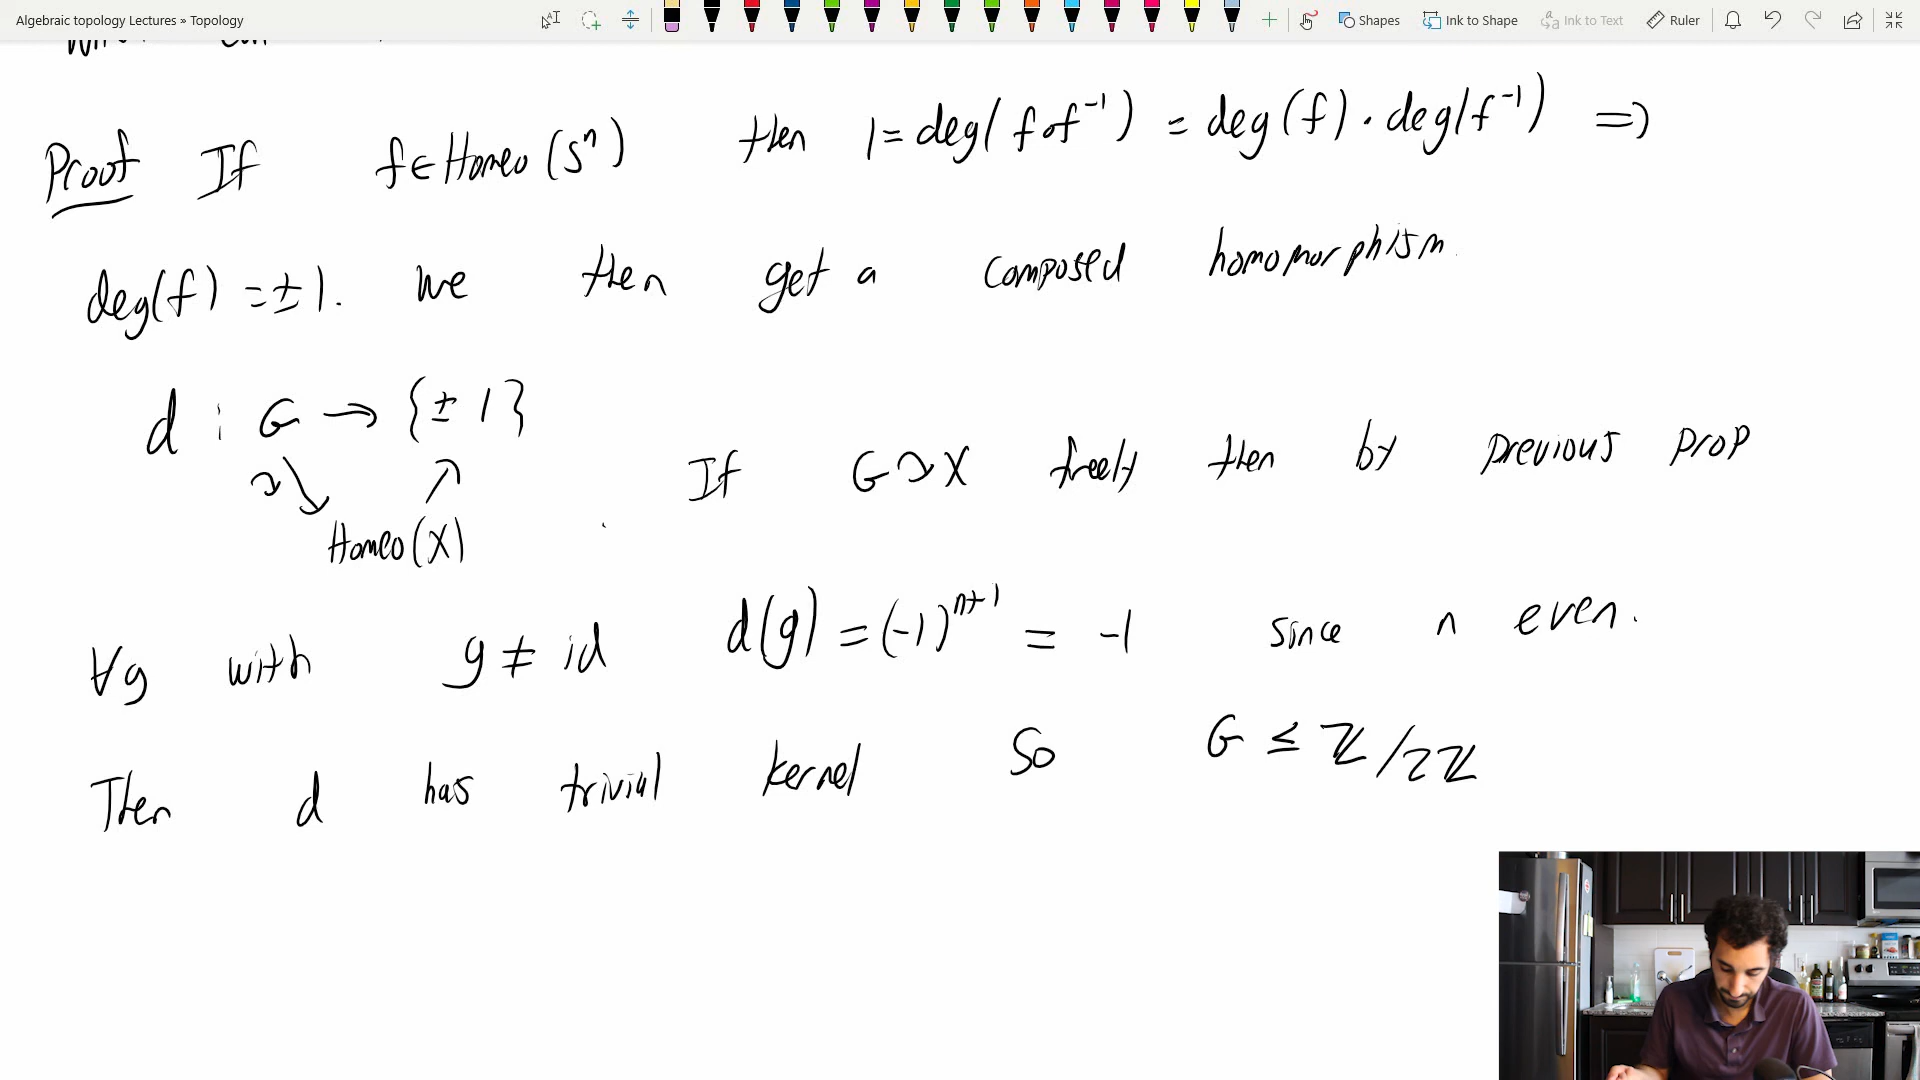 Algebraic topology Lectures » Topology
Shapes Ink to Shape Ink to Text Ruler
Proof If f ∈ Homeo (Sⁿ) then 1 = deg( f∘f⁻¹ ) = deg (f) · deg(f⁻¹) =>
deg(f) = ± 1. we then get a composed homomorphism.
d : G → {± 1}
If G ↷ X freely then by previous prop
Homeo (X)
∀g with g ≠ id d(g) = (-1)ⁿ⁺¹ = -1 since n even.
Then d has trivial kernel so G ≤ ℤ/2ℤ